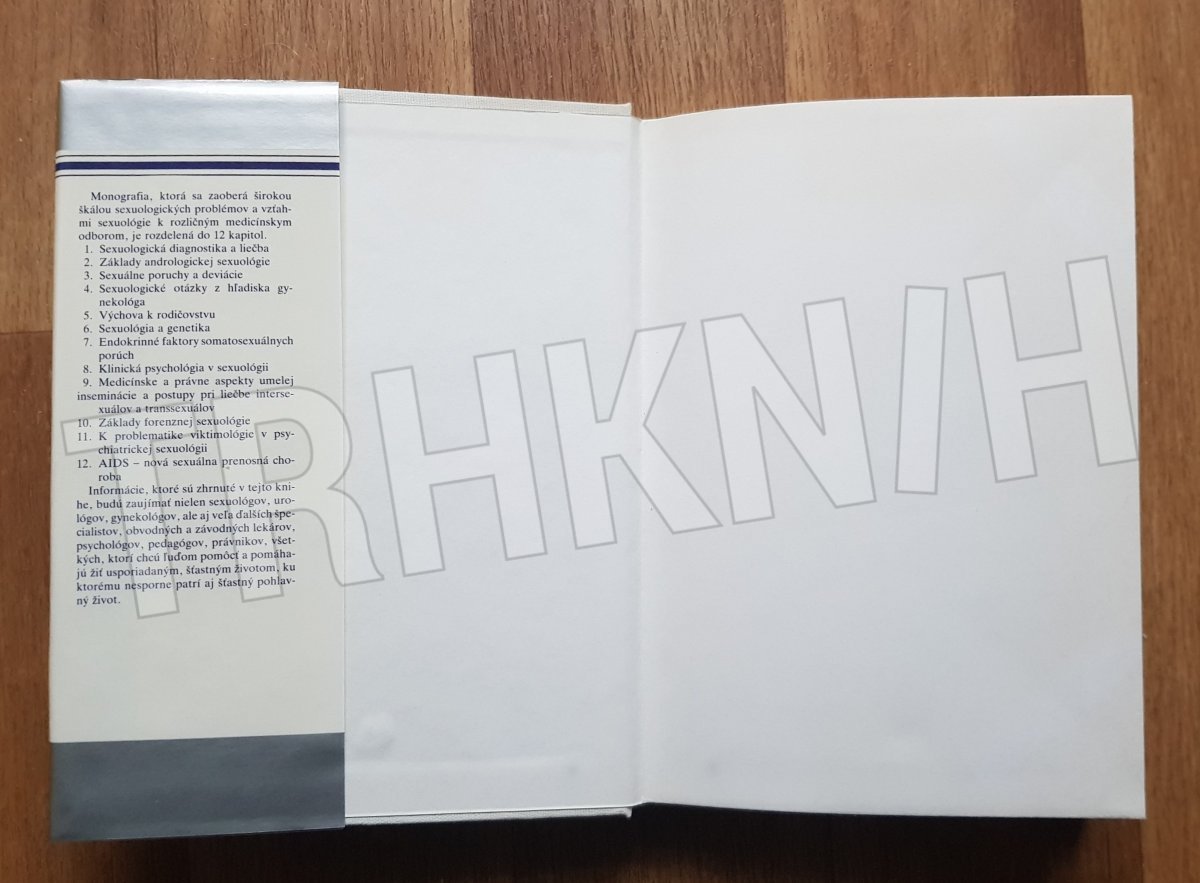 Monografia, ktorá sa zaoberá širokou
škálou sexuologických problémov a vzťah-
mi sexuológie k rozličným medicínskym
odborom, je rozdelená do 12 kapitol.
1. Sexuologická diagnostika a liečba
2. Základy andrologickej sexuológie
3. Sexuálne poruchy a deviácie
4. Sexuologické otázky z hľadiska gy-
nekológa
5. Výchova k rodičovstvu
6. Sexuológia a genetika
7. Endokrinné faktory somatosexuálnych
porúch
8. Klinická psychológia v sexuológii
9. Medicínske a právne aspekty umelej
inseminácie a postupy pri liečbe interse-
xuálov a transsexuálov
10. Základy forenznej sexuológie
11. K problematike viktimológie v psy-
chiatrickej sexuológii
12. AIDS – nová sexuálna prenosná cho-
roba
Informácie, ktoré sú zhrnuté v tejto kni-
he, budú zaujímať nielen sexuológov, uro-
lógov, gynekológov, ale aj veľa ďalších špe-
cialistov, obvodných a závodných lekárov,
psychológov, pedagógov, právnikov, všet-
kých, ktorí chcú ľuďom pomôcť a pomáha-
jú žiť usporiadaným, šťastným životom, ku
ktorému nesporne patrí aj šťastný pohlav-
ný život.
TRHKNIH